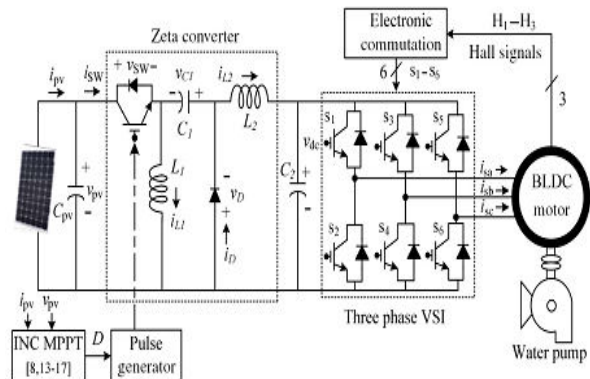 Zeta converter
Electronic
commutation
H1–H3
Hall signals
6
s1–s6
3
ipv
iSW
+ vSW –
– vC1 +
C1
iL2
L2
L1
iL1
+
vpv
-
Cpv
-
vD
+
iD
C2
+
-
vdc
s1
s3
s5
s2
s4
s6
isa
isb
isc
BLDC
motor
Three phase VSI
Water pump
ipv
vpv
INC MPPT
[8,13-17]
D
Pulse
generator